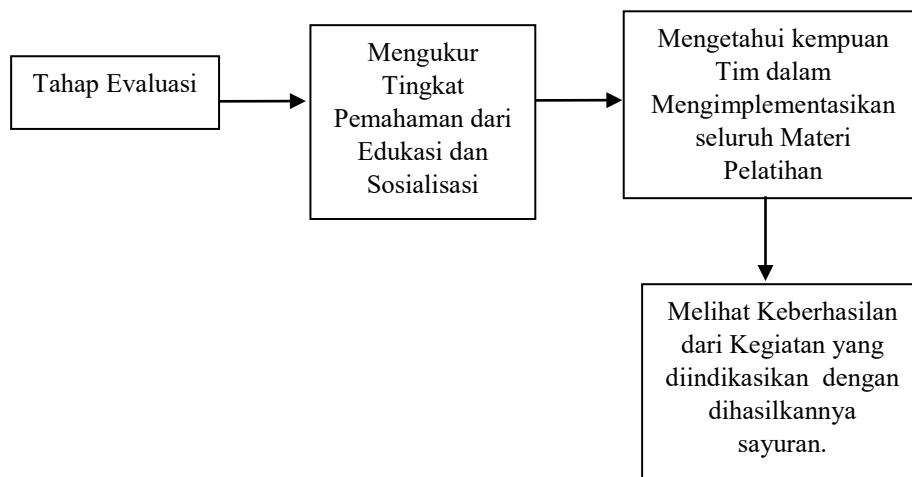 Tahap Evaluasi
Mengukur
Tingkat
Pemahaman dari
Edukasi dan
Sosialisasi
Mengetahui kempuan
Tim dalam
Mengimplementasikan
seluruh Materi
Pelatihan
Melihat Keberhasilan
dari Kegiatan yang
diindikasikan dengan
dihasilkannya
sayuran.